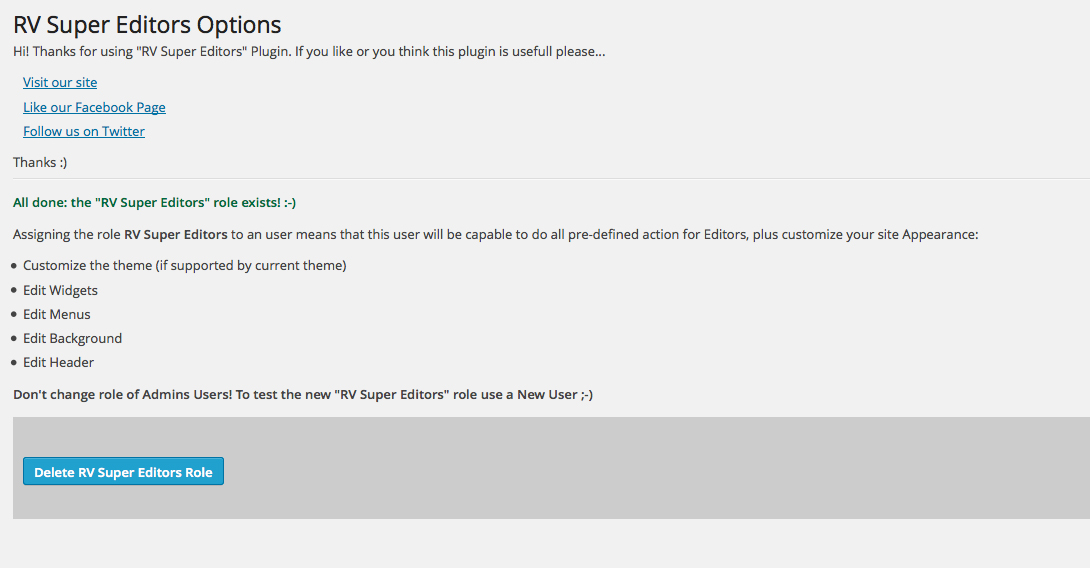 RV Super Editors Options
Hi! Thanks for using "RV Super Editors" Plugin. If you like or you think this plugin is usefull please...
Visit our site
Like our Facebook Page
Follow us on Twitter
Thanks :)
All done: the "RV Super Editors" role exists! :-)
Assigning the role RV Super Editors to an user means that this user will be capable to do all pre-defined action for Editors, plus customize your site Appearance:
• Customize the theme (if supported by current theme)
• Edit Widgets
• Edit Menus
• Edit Background
• Edit Header
Don't change role of Admins Users! To test the new "RV Super Editors" role use a New User ;-)
Delete RV Super Editors Role